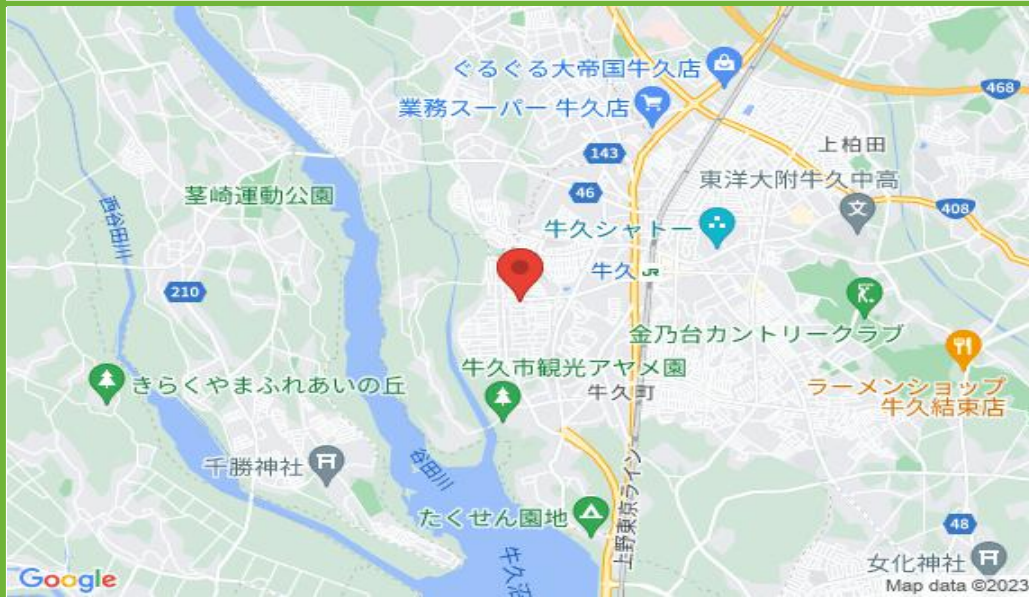 ぐるぐる大帝国牛久店
業務スーパー 牛久店
468
上柏田
143
東洋大附牛久中高
文
46
茎崎運動公園
408
西谷田川
牛久シャトー
牛久 JR
210
金乃台カントリークラブ
牛久市観光アヤメ園
きらくやまふれあいの丘
牛久町
ラーメンショップ
牛久結束店
千勝神社
谷田川
上野東京ライン
たくせん園地
48
牛久沼
女化神社
Google
Map data ©2023